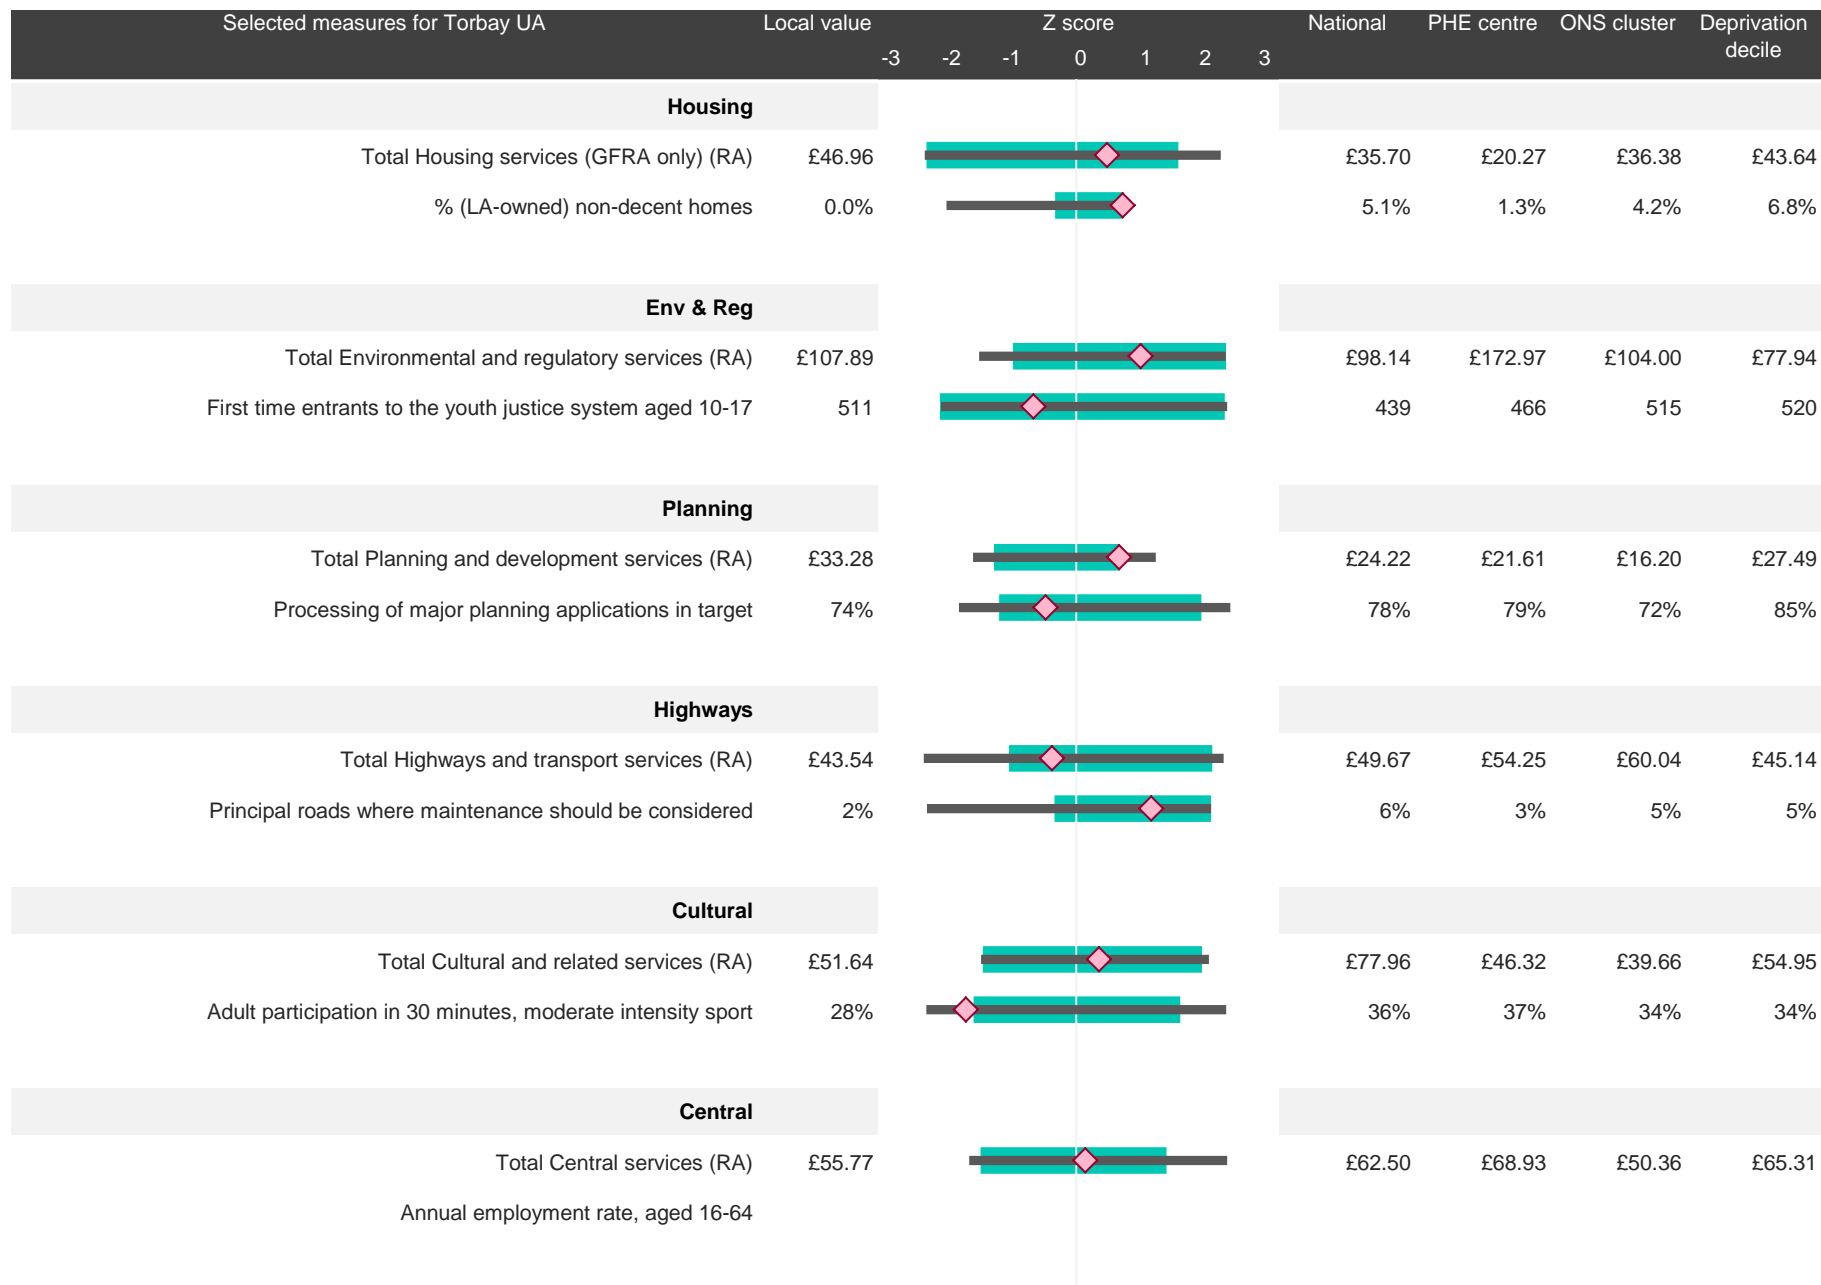 Selected measures for Torbay UA Local value Z score National PHE centre ONS cluster Deprivation decile
-3 -2 -1 0 1 2 3
Housing
Total Housing services (GFRA only) (RA) £46.96 £35.70 £20.27 £36.38 £43.64
% (LA-owned) non-decent homes 0.0% 5.1% 1.3% 4.2% 6.8%
Env & Reg
Total Environmental and regulatory services (RA) £107.89 £98.14 £172.97 £104.00 £77.94
First time entrants to the youth justice system aged 10-17 511 439 466 515 520
Planning
Total Planning and development services (RA) £33.28 £24.22 £21.61 £16.20 £27.49
Processing of major planning applications in target 74% 78% 79% 72% 85%
Highways
Total Highways and transport services (RA) £43.54 £49.67 £54.25 £60.04 £45.14
Principal roads where maintenance should be considered 2% 6% 3% 5% 5%
Cultural
Total Cultural and related services (RA) £51.64 £77.96 £46.32 £39.66 £54.95
Adult participation in 30 minutes, moderate intensity sport 28% 36% 37% 34% 34%
Central
Total Central services (RA) £55.77 £62.50 £68.93 £50.36 £65.31
Annual employment rate, aged 16-64